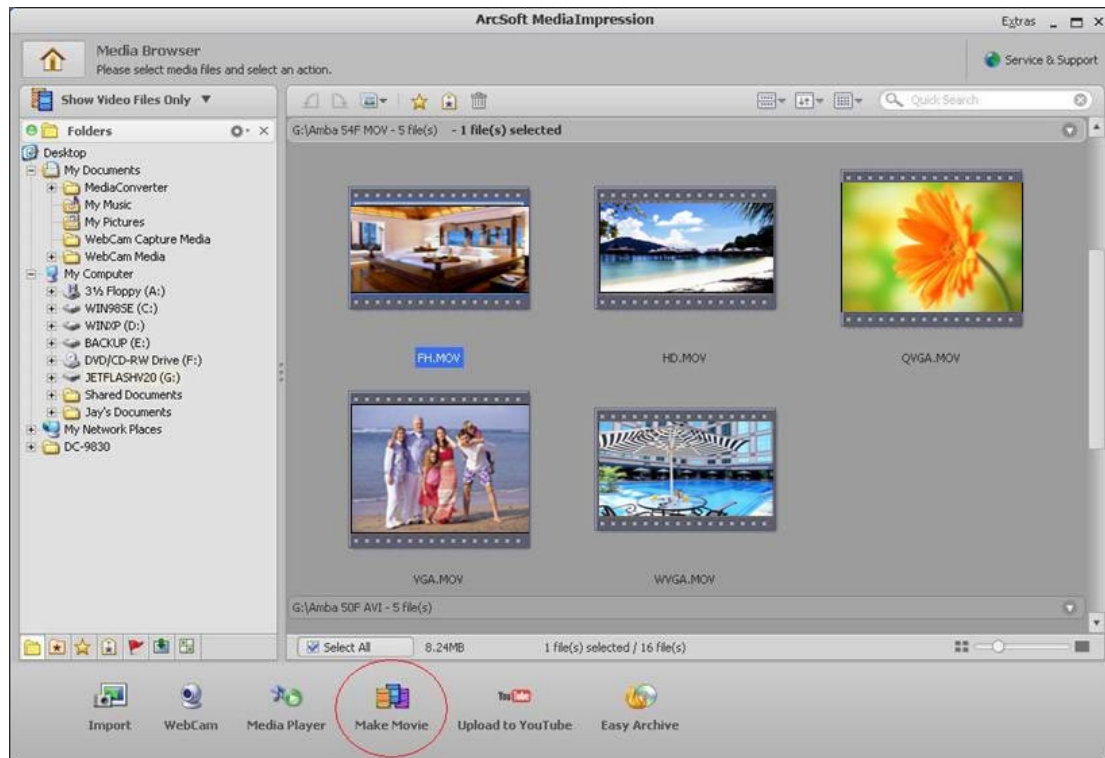 ArcSoft MediaImpression
Extras
Media Browser
Please select media files and select an action.
Service & Support
Show Video Files Only
Quick Search
Folders
G:\Amba 54F MOV - 5 file(s) - 1 file(s) selected
Desktop
My Documents
MediaConverter
My Music
My Pictures
WebCam Capture Media
WebCam Media
My Computer
3½ Floppy (A:)
WIN98SE (C:)
WINXP (D:)
BACKUP (E:)
DVD/CD-RW Drive (F:)
JETFLASHV20 (G:)
Shared Documents
Jay's Documents
My Network Places
DC-9830
FH.MOV
HD.MOV
QVGA.MOV
VGA.MOV
WVGA.MOV
G:\Amba 50F AVI - 5 file(s)
Select All
8.24MB
1 file(s) selected / 16 file(s)
You Tube
Import
WebCam
Media Player
Make Movie
Upload to YouTube
Easy Archive